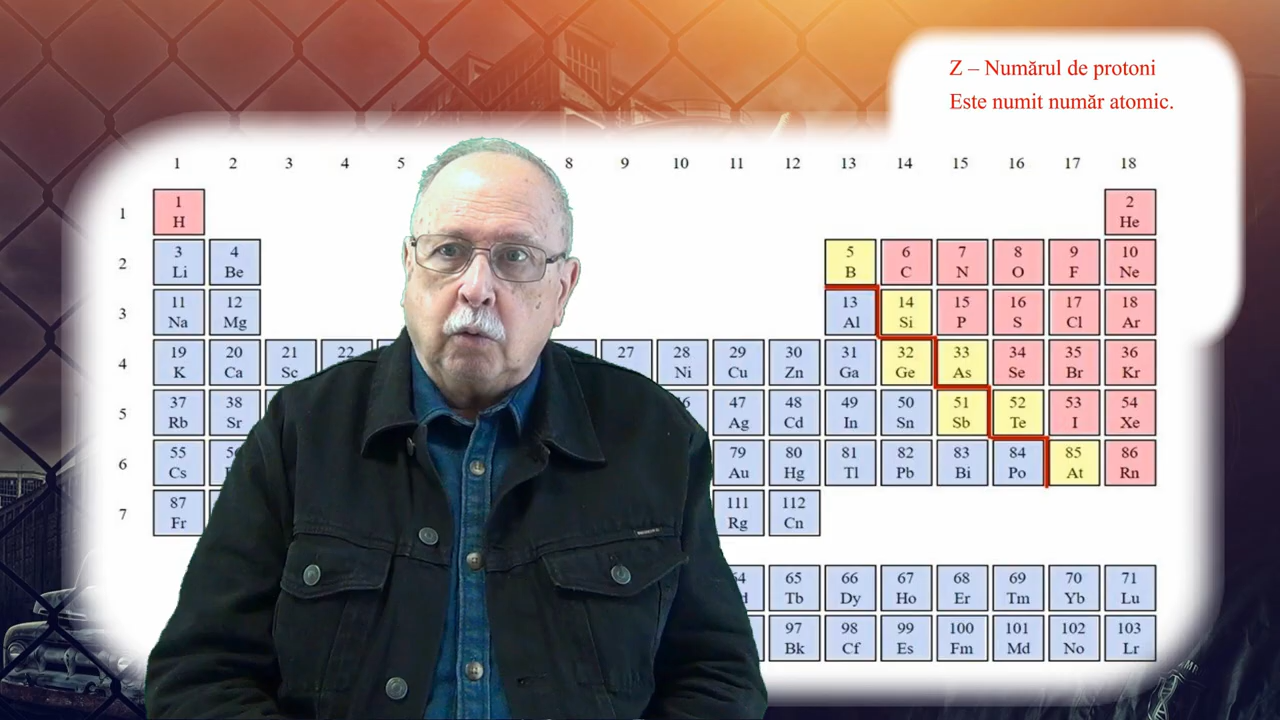 Z – Numărul de protoni
Este numit număr atomic.
1 2 3 4 5 8 9 10 11 12 13 14 15 16 17 18
1 1 2
H He
2 3 4 5 6 7 8 9 10
Li Be B C N O F Ne
3 11 12 13 14 15 16 17 18
Na Mg Al Si P S Cl Ar
4 19 20 21 22 27 28 29 30 31 32 33 34 35 36
K Ca Sc Ni Cu Zn Ga Ge As Se Br Kr
5 37 38 47 48 49 50 51 52 53 54
Rb Sr Ag Cd In Sn Sb Te I Xe
6 55 79 80 81 82 83 84 85 86
Cs Au Hg Tl Pb Bi Po At Rn
7 87 111 112
Fr Rg Cn
65 66 67 68 69 70 71
Tb Dy Ho Er Tm Yb Lu
97 98 99 100 101 102 103
Bk Cf Es Fm Md No Lr